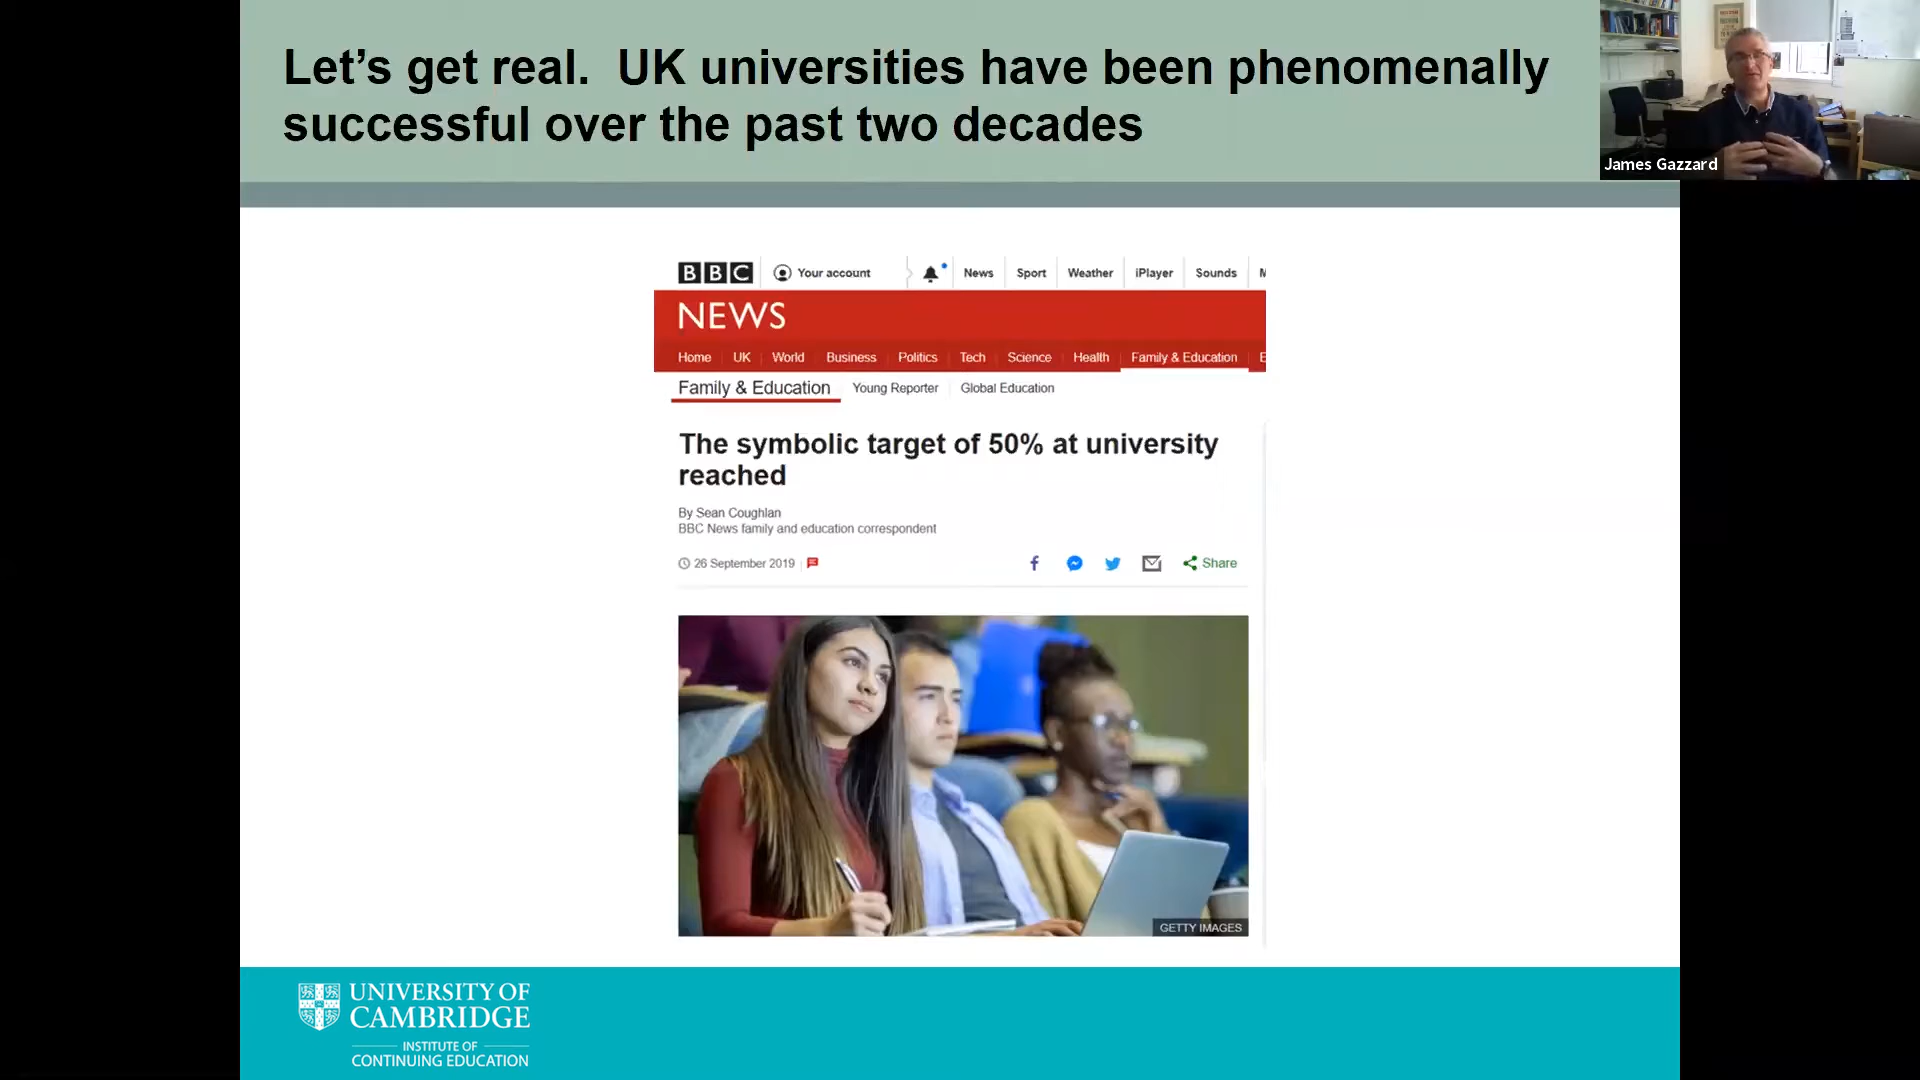 Let's get real.  UK universities have been phenomenally
successful over the past two decades
James Gazzard
BBC Your account News Sport Weather iPlayer Sounds M
NEWS
Home UK World Business Politics Tech Science Health Family & Education E
Family & Education Young Reporter Global Education
The symbolic target of 50% at university
reached
By Sean Coughlan
BBC News family and education correspondent
26 September 2019
Share
GETTY IMAGES
UNIVERSITY OF
CAMBRIDGE
INSTITUTE OF
CONTINUING EDUCATION